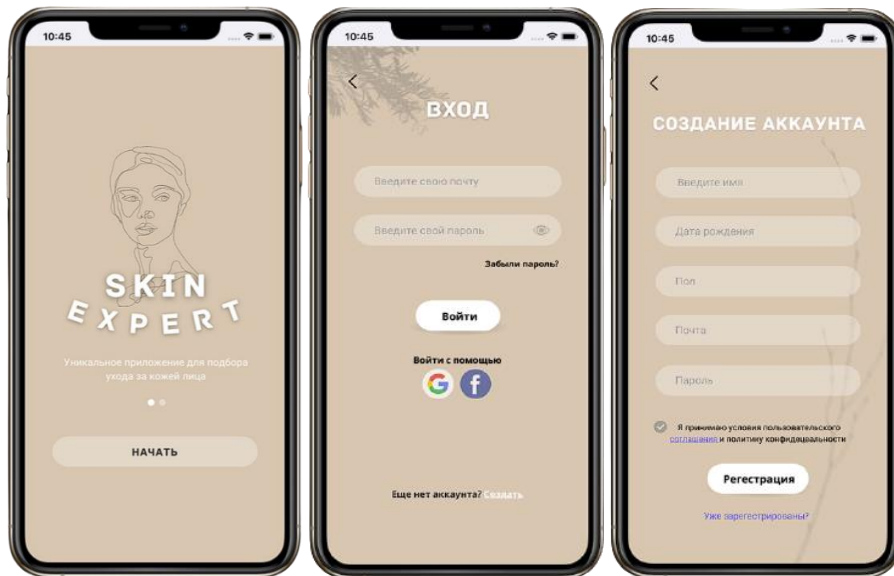 10:45
SKIN
EXPERT
Уникальное приложение для подбора
ухода за кожей лица
НАЧАТЬ
10:45
ВХОД
Введите свою почту
Введите свой пароль
Забыли пароль?
Войти
Войти с помощью
G f
Еще нет аккаунта? Создать
10:45
СОЗДАНИЕ АККАУНТА
Введите имя
Дата рождения
Пол
Почта
Пароль
Я принимаю условия пользовательского
соглашения и политику конфидецеальности
Регестрация
Уже зарегестрированы?